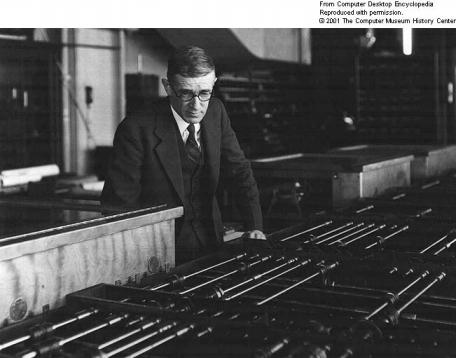 From Computer Desktop Encyclopedia
Reproduced with permission.
© 2001 The Computer Museum History Center